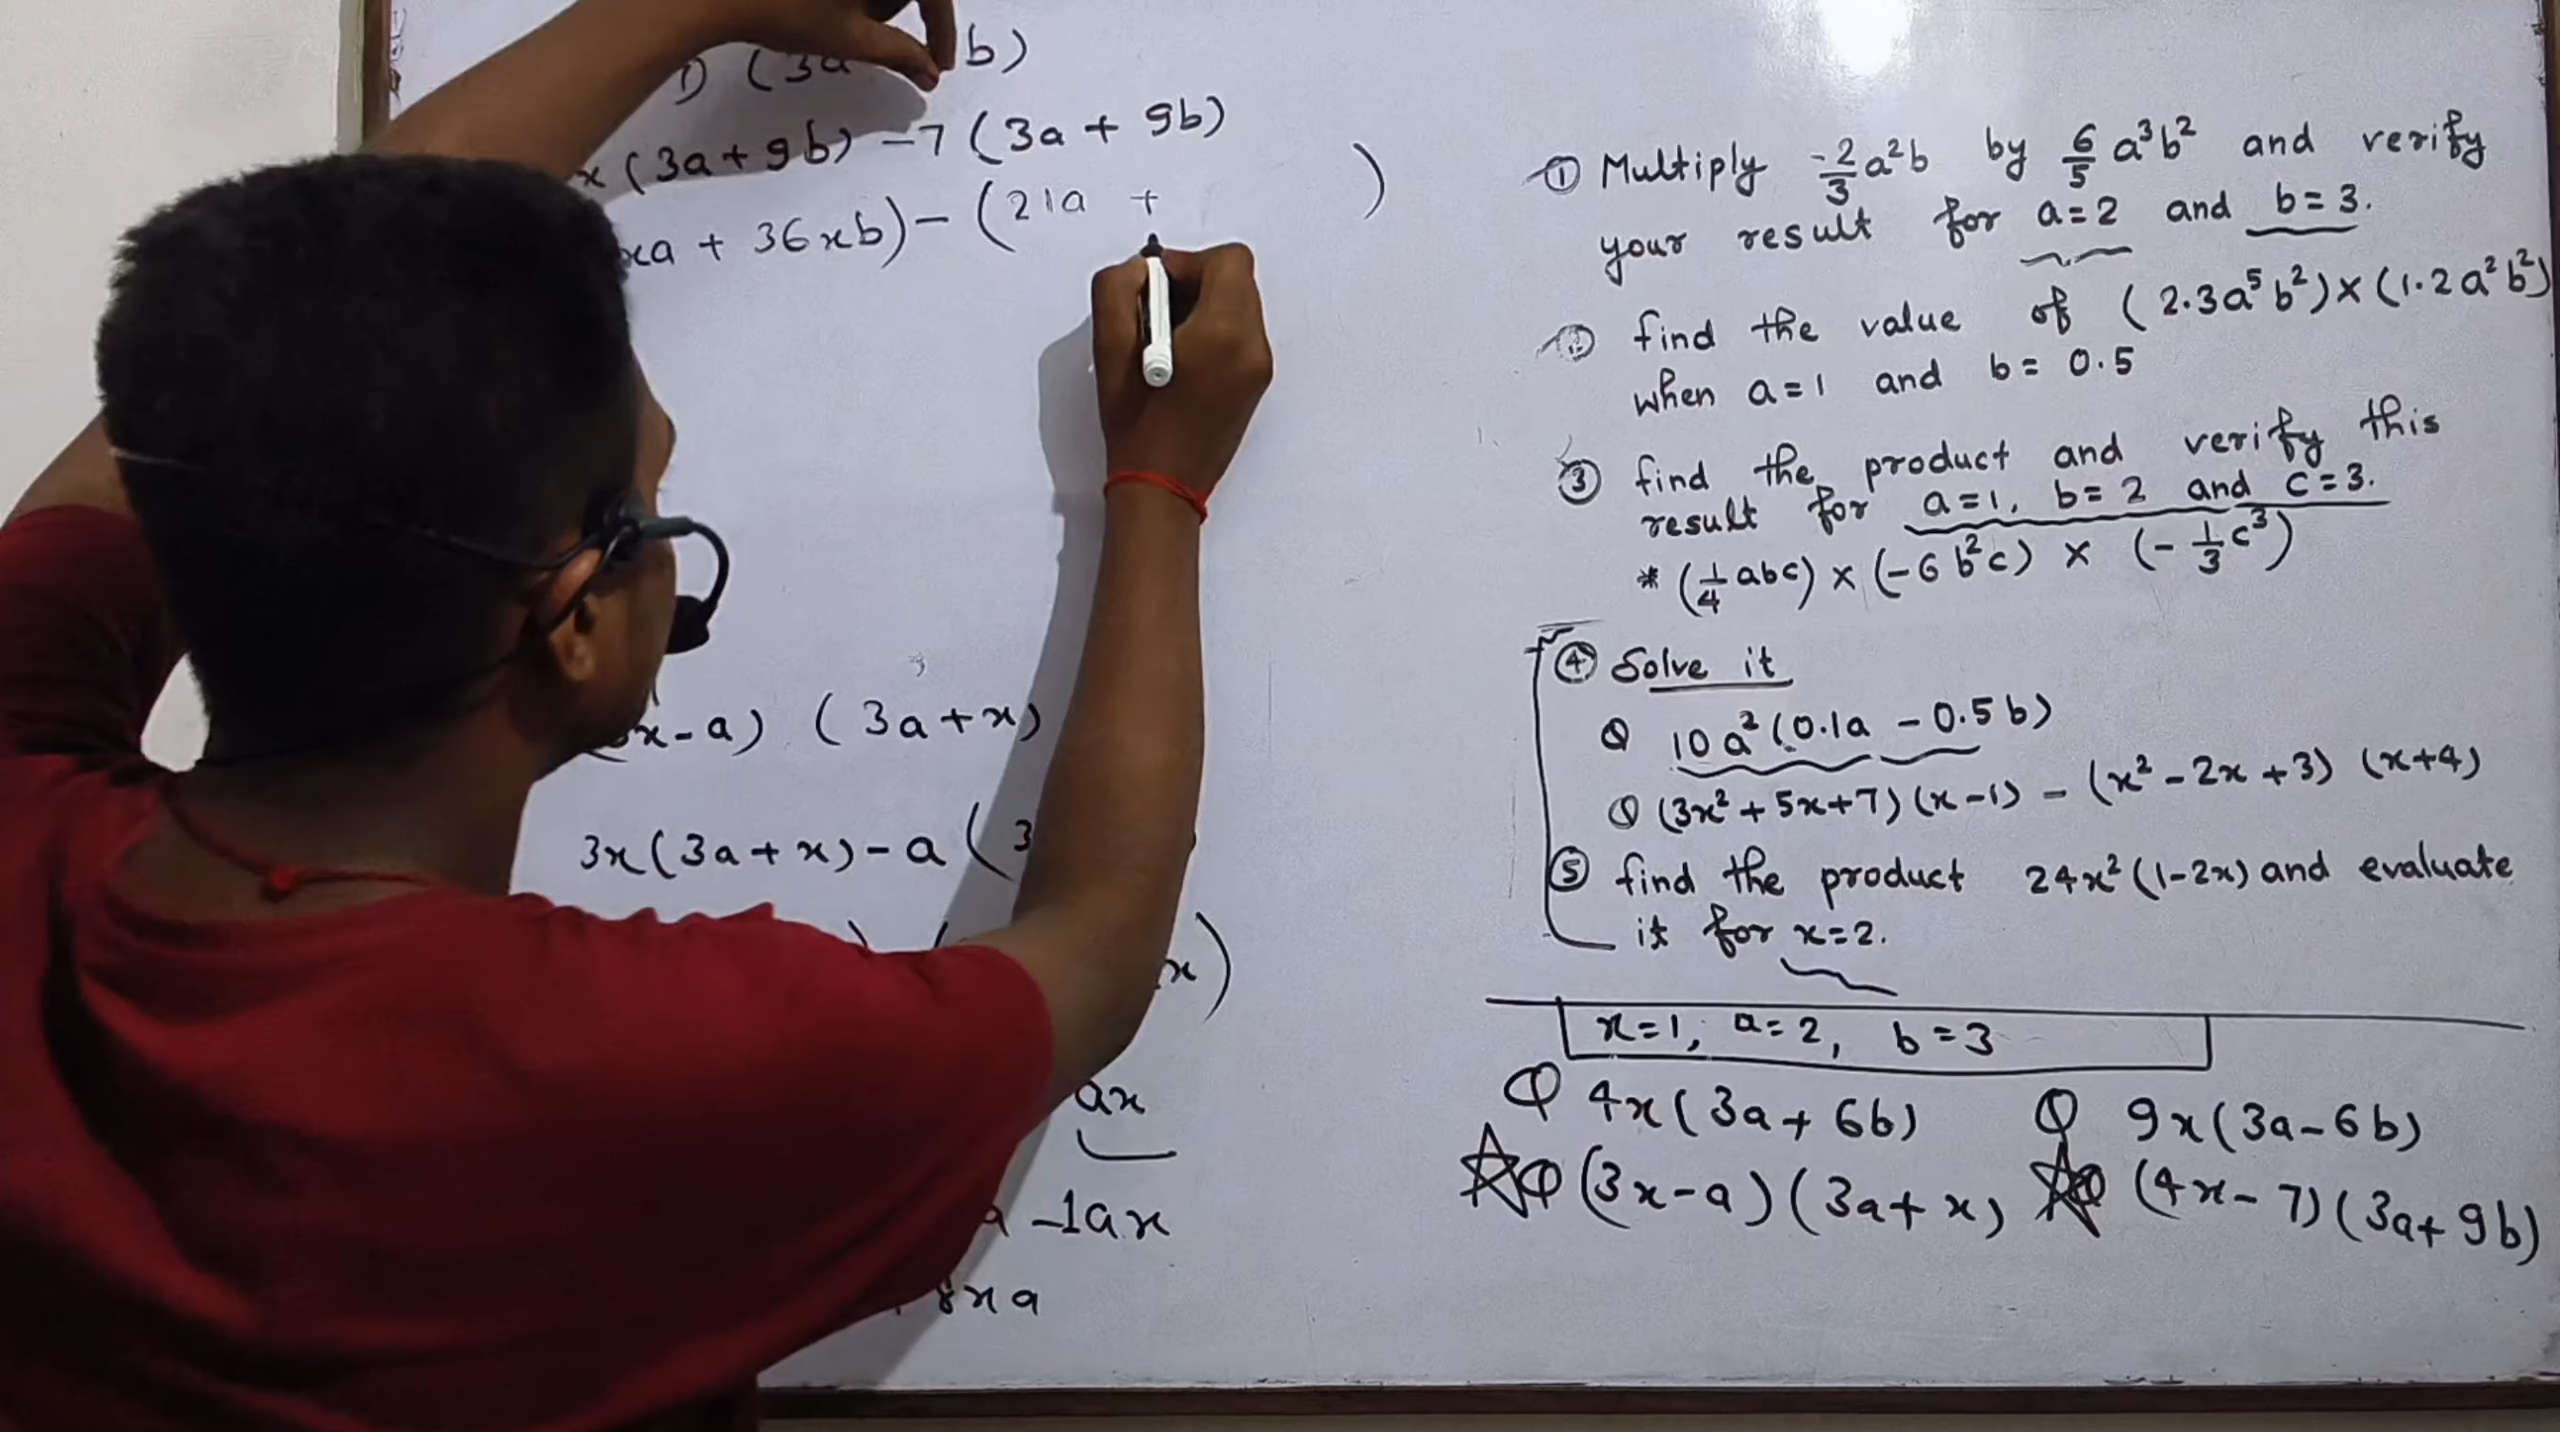 (3a b)
x(3a+9b) -7(3a + 9b)
xa + 36xb) - (21a + )
x-a) (3a+x)
3x(3a+x)-a(3
x)
ax
-1ax
8xa
① Multiply -2/3 a²b by 6/5 a³b² and verify
your result for a=2 and b=3.
find the value of (2.3a⁵b²)×(1.2a²b²)
when a=1 and b=0.5
③ find the product and verify this
result for a=1, b=2 and c=3.
* (1/4 abc) × (-6b²c) × (-1/3 c³)
④ Solve it
Q 10a²(0.1a - 0.5b)
Q (3x²+5x+7)(x-1) - (x²-2x+3) (x+4)
⑤ find the product 24x²(1-2x) and evaluate
it for x=2.
x=1, a=2, b=3
Q 4x(3a+6b) Q 9x(3a-6b)
Q (3x-a)(3a+x) Q (4x-7)(3a+9b)